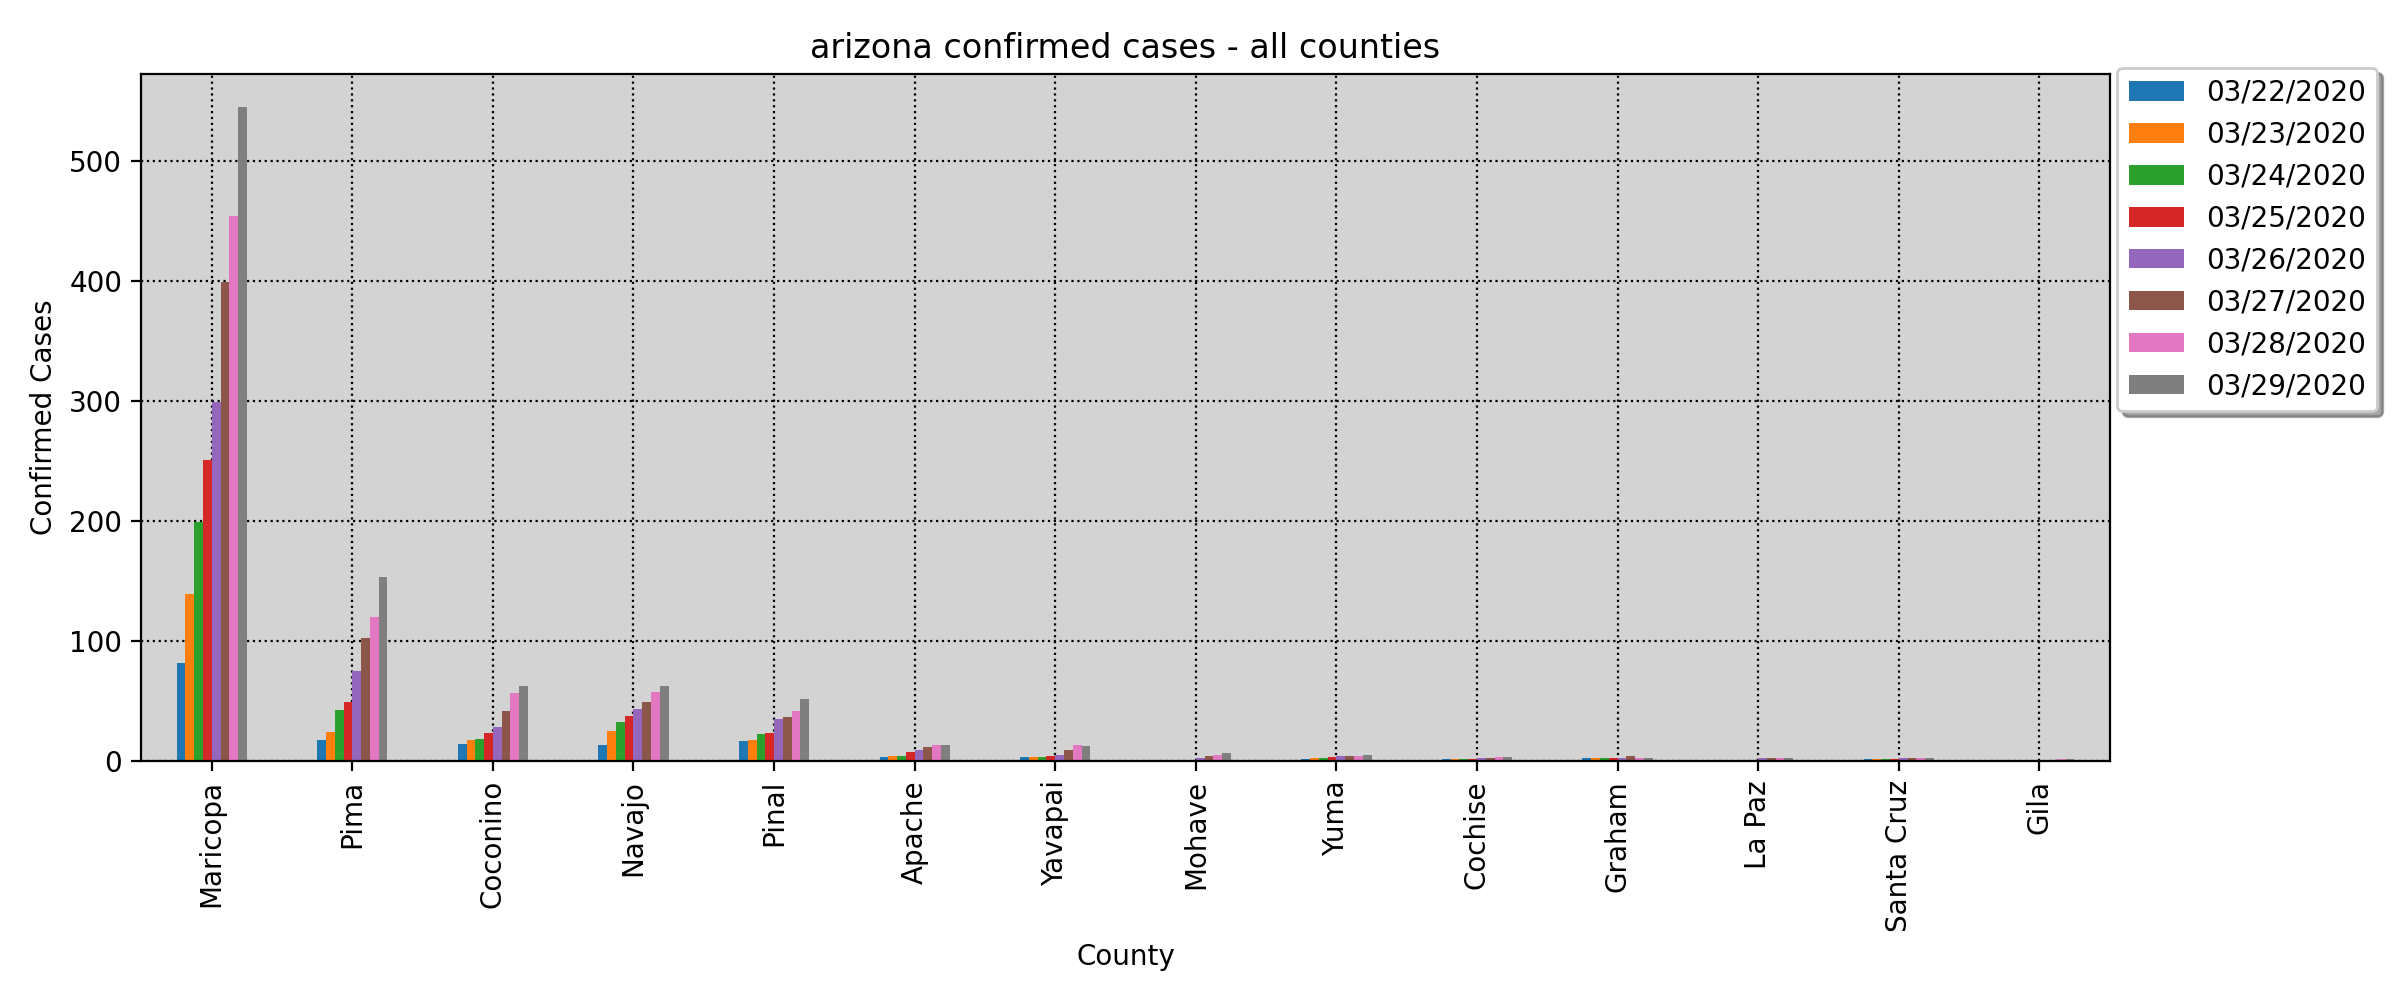 arizona confirmed cases - all counties
Confirmed Cases
500
400
300
200
100
0
Maricopa
Pima
Coconino
Navajo
Pinal
Apache
Yavapai
Mohave
Yuma
Cochise
Graham
La Paz
Santa Cruz
Gila
County
03/22/2020
03/23/2020
03/24/2020
03/25/2020
03/26/2020
03/27/2020
03/28/2020
03/29/2020